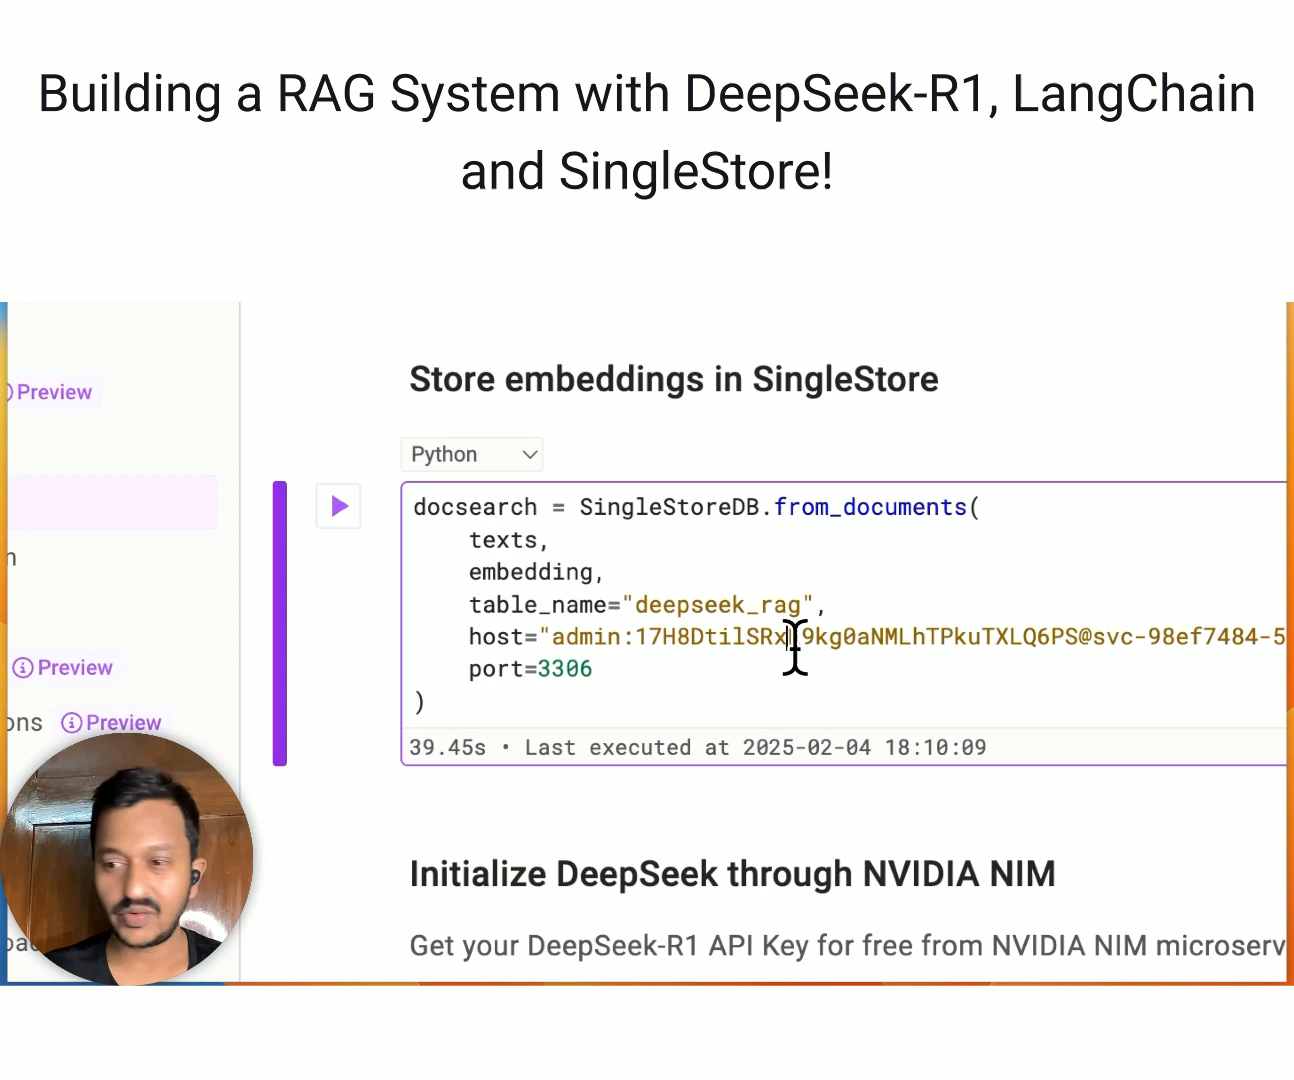 Building a RAG System with DeepSeek-R1, LangChain
and SingleStore!
Preview
n
Preview
ons Preview
Store embeddings in SingleStore
Python
docsearch = SingleStoreDB.from_documents(
texts,
embedding,
table_name="deepseek_rag",
host="admin:
port=3306
)
39.45s • Last executed at 2025-02-04 18:10:09
Initialize DeepSeek through NVIDIA NIM
Get your DeepSeek-R1 API Key for free from NVIDIA NIM microserv